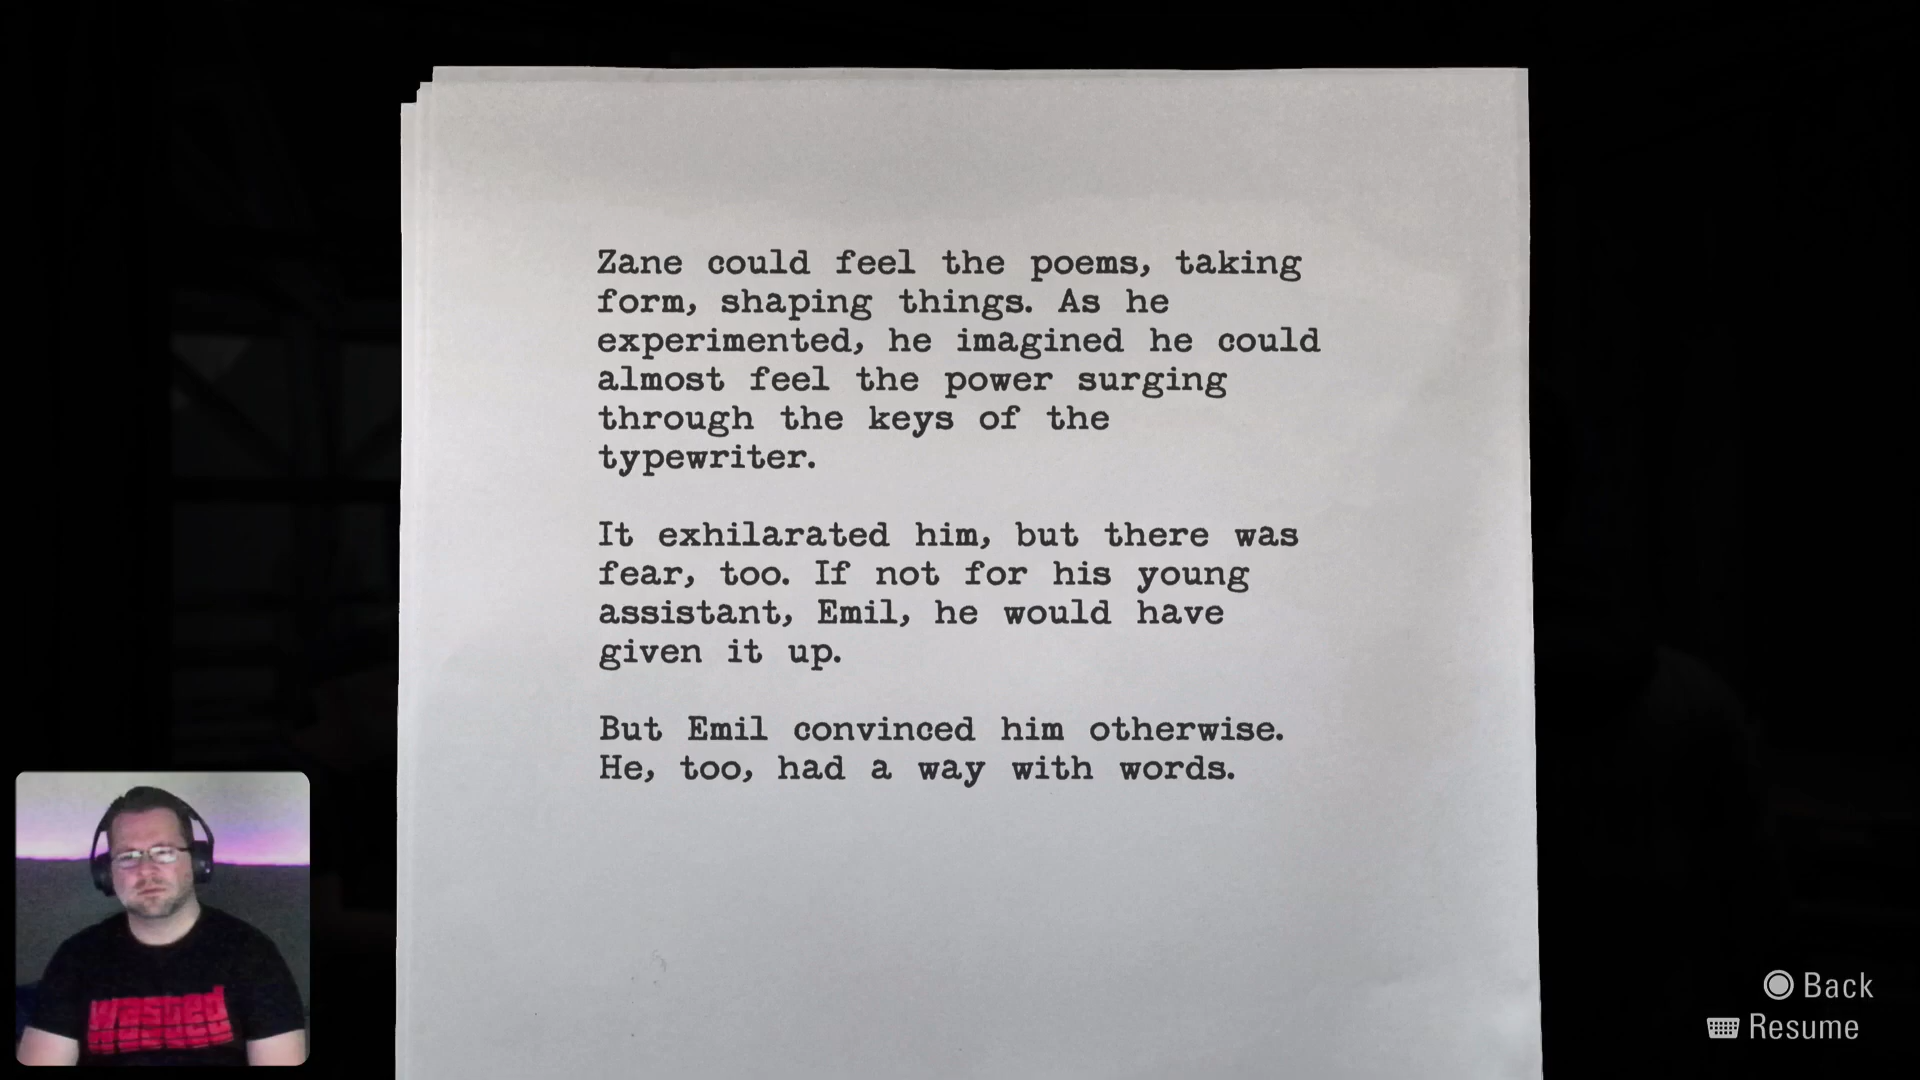 Zane could feel the poems, taking
form, shaping things. As he
experimented, he imagined he could
almost feel the power surging
through the keys of the
typewriter.
It exhilarated him, but there was
fear, too. If not for his young
assistant, Emil, he would have
given it up.
But Emil convinced him otherwise.
He, too, had a way with words.
wasted
Back
Resume